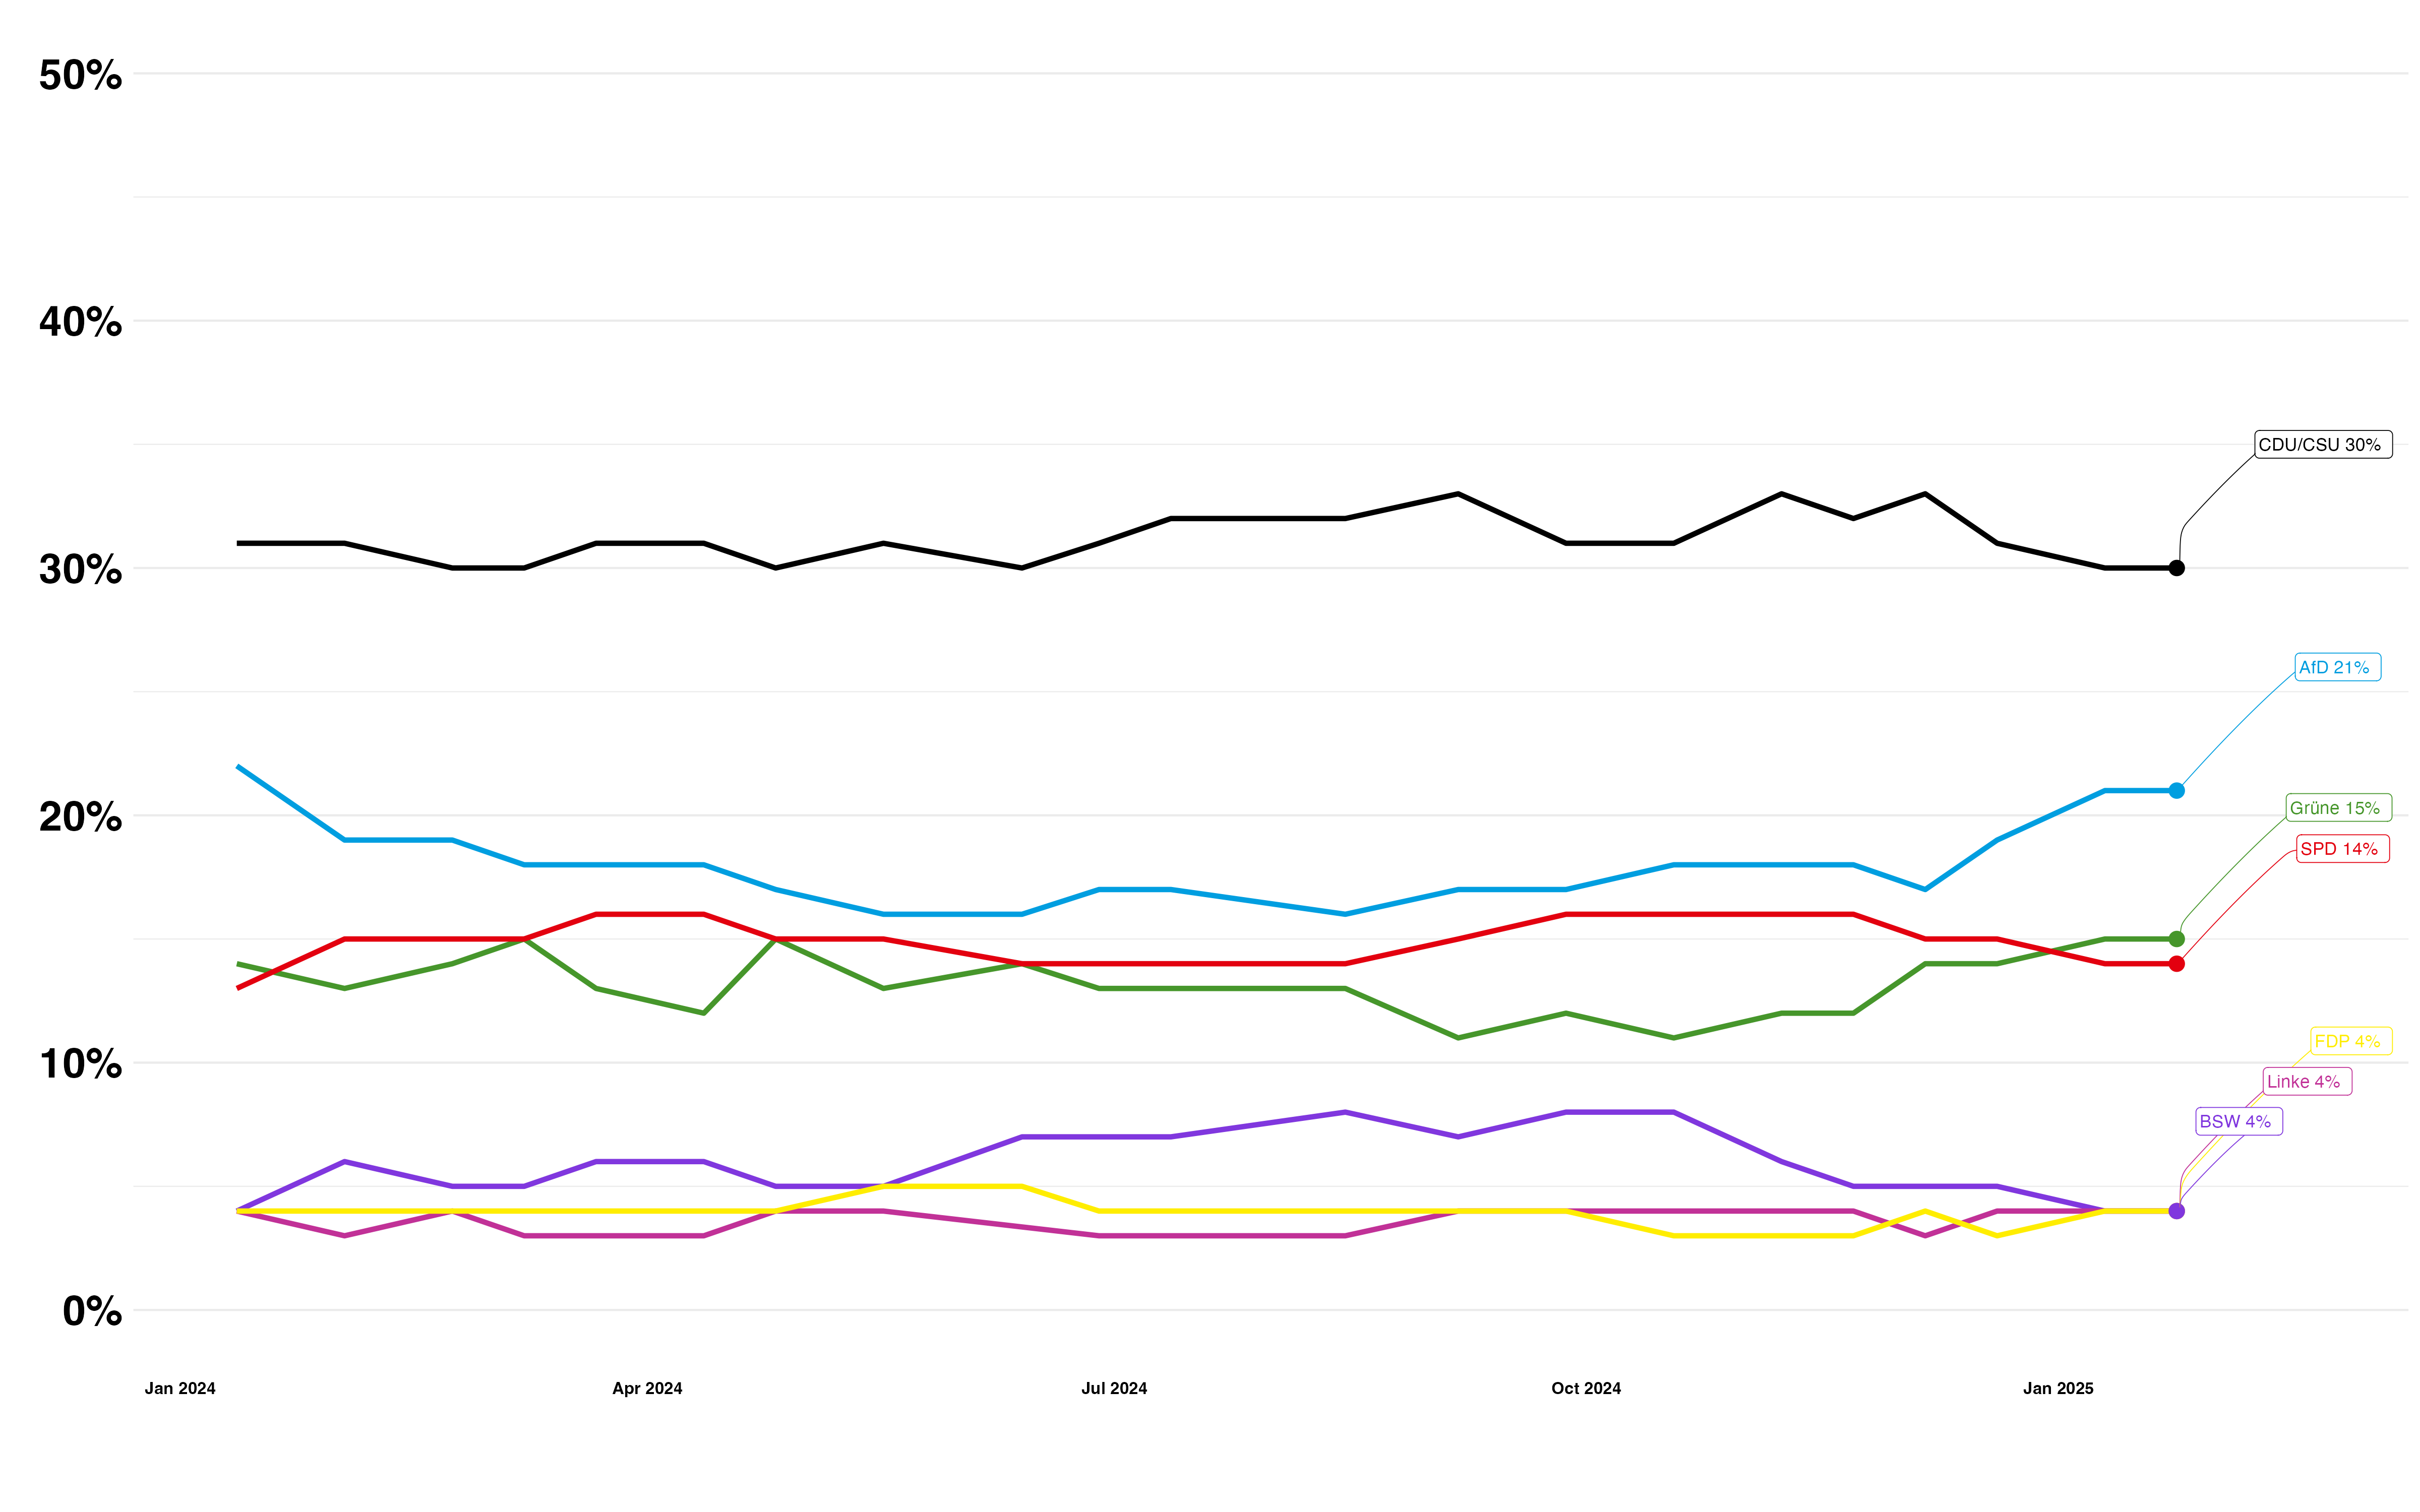 50%
40%
30%
20%
10%
0%
CDU/CSU 30%
AfD 21%
Grüne 15%
SPD 14%
FDP 4%
Linke 4%
BSW 4%
Jan 2024
Apr 2024
Jul 2024
Oct 2024
Jan 2025